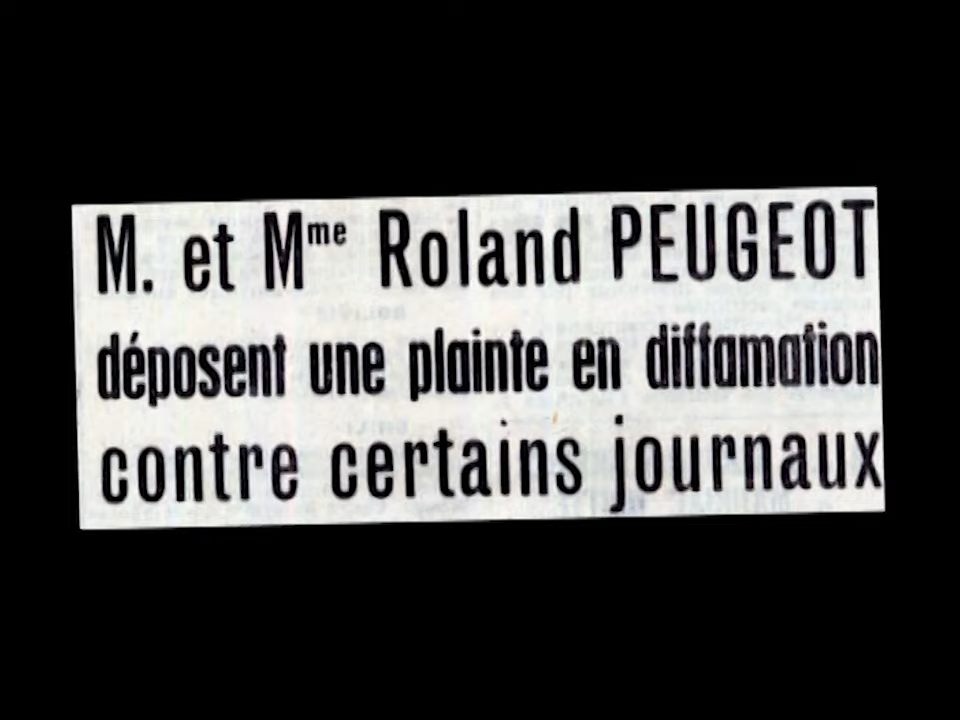 M. et Mme Roland PEUGEOT
déposent une plainte en diffamation
contre certains journaux